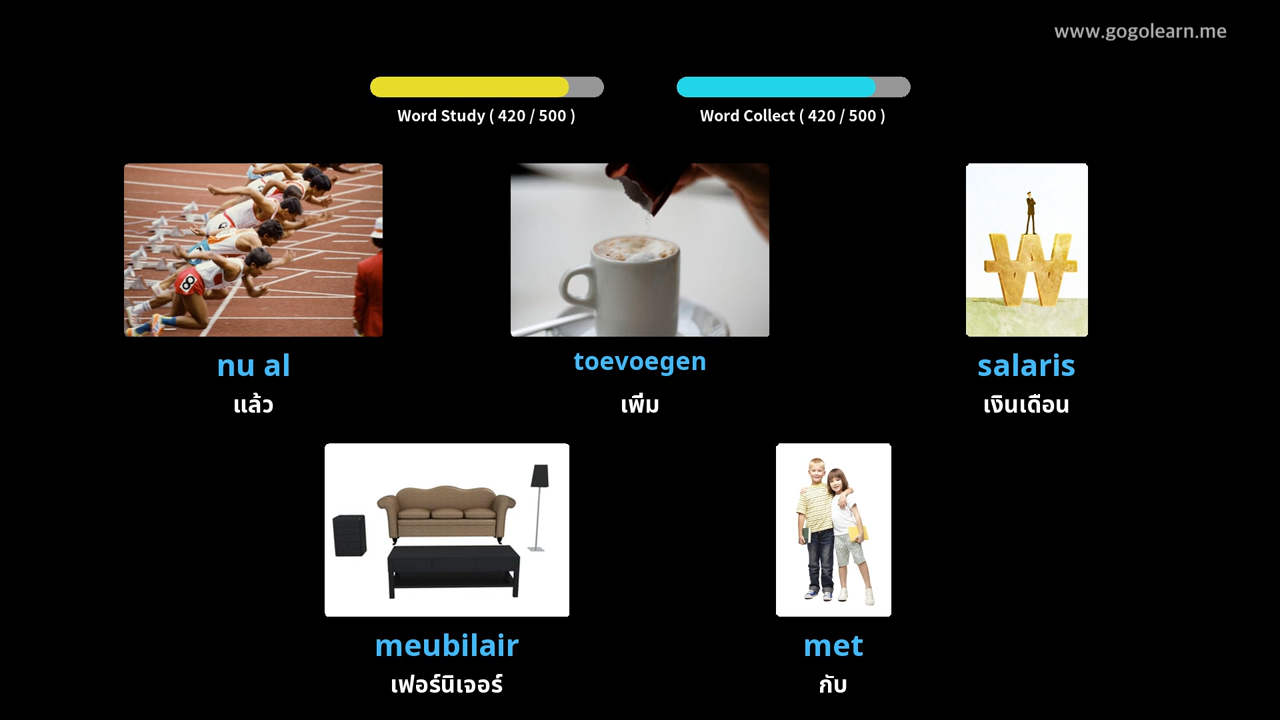 www.gogolearn.me
Word Study ( 420 / 500 )
Word Collect ( 420 / 500 )
nu al
แล้ว
toevoegen
เพิ่ม
salaris
เงินเดือน
8
meubilair
เฟอร์นิเจอร์
met
กับ